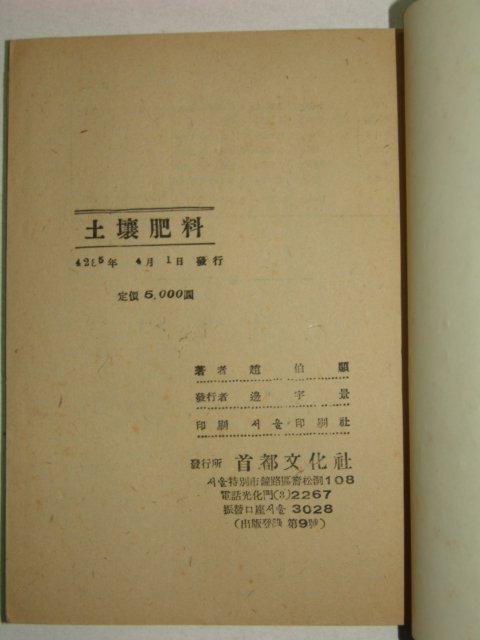 土壤肥料
4285年 4月 1日 發行
定價 5,000圜
著者 趙伯顯
發行者 邊宇景
印刷 서울印刷社
發行所 首都文化社
서울特別市鐘路區壽松洞108
電話光化門(3)2267
振替口座서울 3028
(出版登錄 第9號)